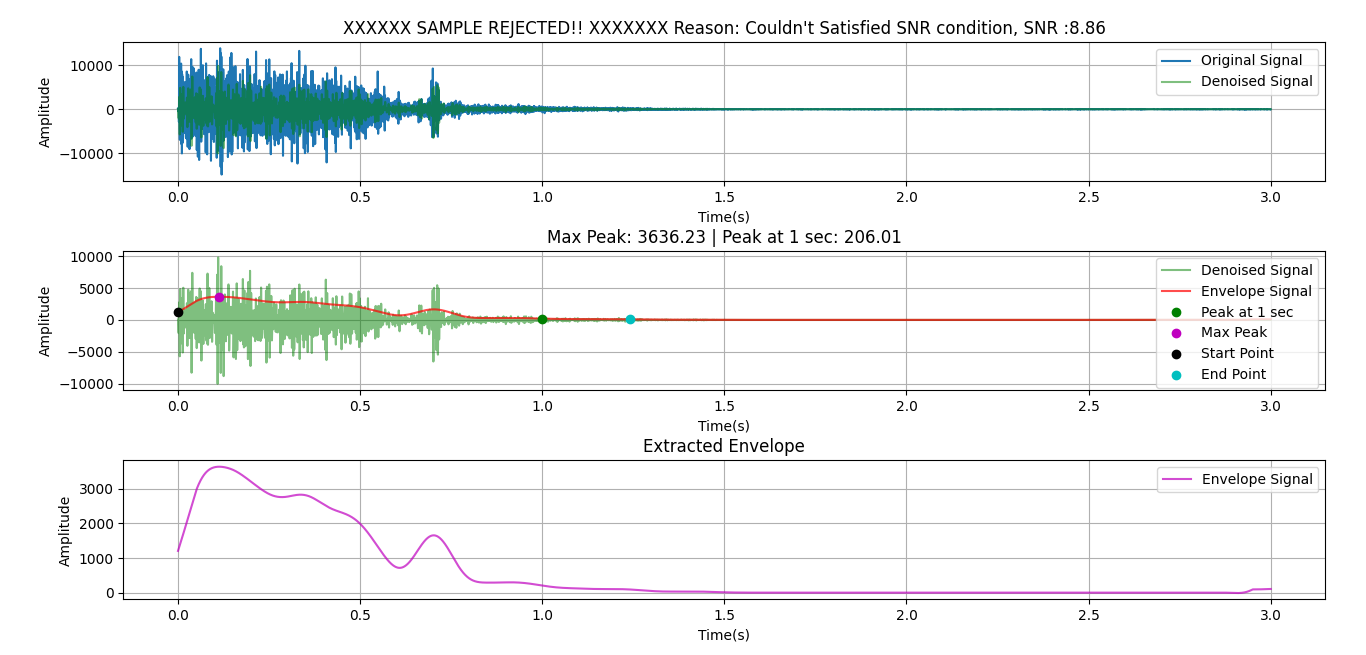 XXXXXX SAMPLE REJECTED!! XXXXXXX Reason: Couldn't Satisfied SNR condition, SNR :8.86
Amplitude
10000
0
−10000
Original Signal
Denoised Signal
0.0 0.5 1.0 1.5 2.0 2.5 3.0
Time(s)
Max Peak: 3636.23 | Peak at 1 sec: 206.01
Amplitude
10000
5000
0
−5000
−10000
Denoised Signal
Envelope Signal
Peak at 1 sec
Max Peak
Start Point
End Point
0.0 0.5 1.0 1.5 2.0 2.5 3.0
Time(s)
Extracted Envelope
Amplitude
3000
2000
1000
0
Envelope Signal
0.0 0.5 1.0 1.5 2.0 2.5 3.0
Time(s)